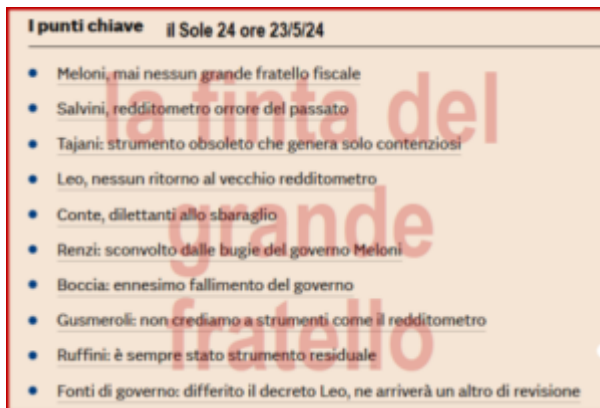 I punti chiave il Sole 24 ore 23/5/24
Meloni, mai nessun grande fratello fiscale
Salvini, redditometro orrore del passato
Tajani: strumento obsoleto che genera solo contenziosi
Leo, nessun ritorno al vecchio redditometro
Conte, dilettanti allo sbaraglio
Renzi: sconvolto dalle bugie del governo Meloni
Boccia: ennesimo fallimento del governo
Gusmeroli: non crediamo a strumenti come il redditometro
Ruffini: è sempre stato strumento residuale
Fonti di governo: differito il decreto Leo, ne arriverà un altro di revisione
la finta del
grande
fratello